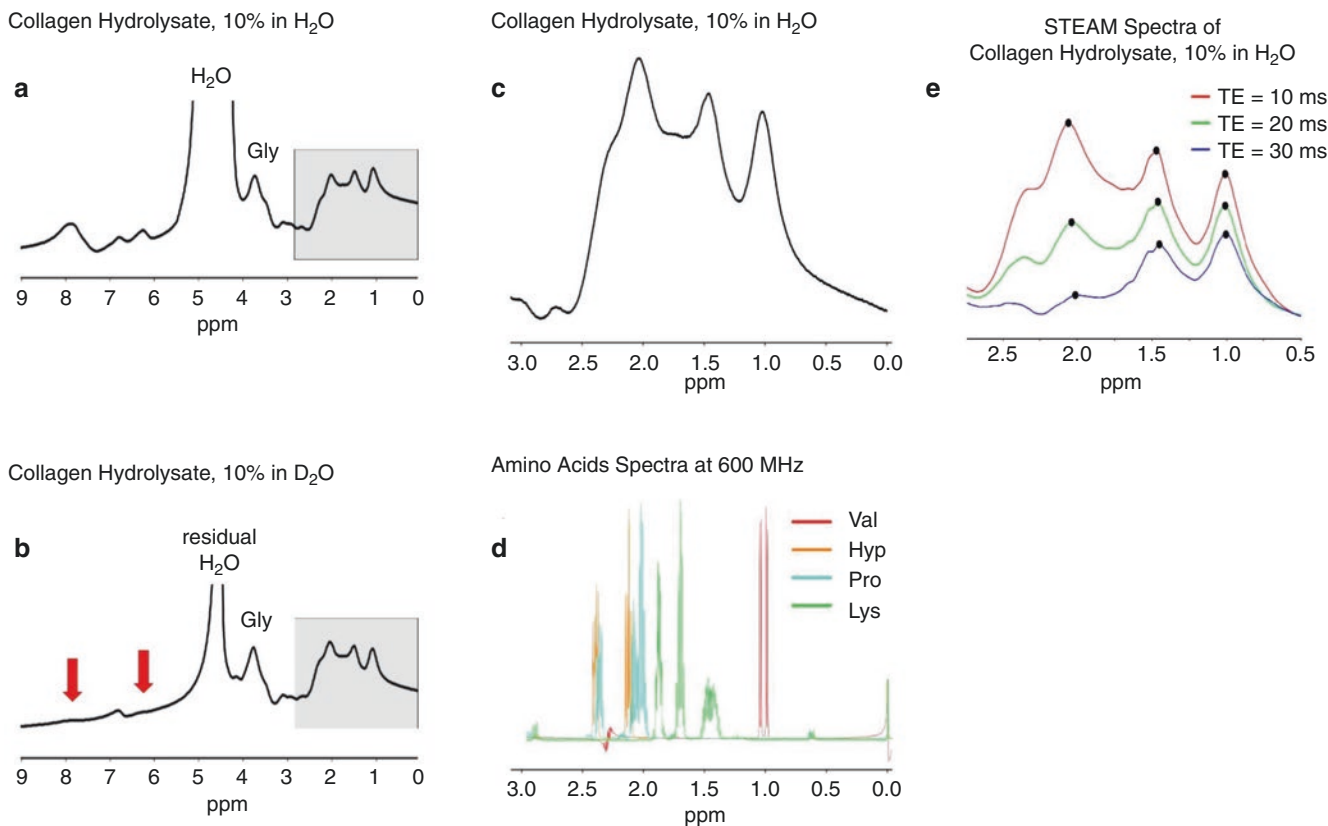 Collagen Hydrolysate, 10% in H₂O
a
H₂O
Gly
9 8 7 6 5 4 3 2 1 0
ppm
Collagen Hydrolysate, 10% in H₂O
c
3.0 2.5 2.0 1.5 1.0 0.5 0.0
ppm
STEAM Spectra of
Collagen Hydrolysate, 10% in H₂O
e
TE = 10 ms
TE = 20 ms
TE = 30 ms
2.5 2.0 1.5 1.0 0.5
ppm
Collagen Hydrolysate, 10% in D₂O
b
residual
H₂O
Gly
9 8 7 6 5 4 3 2 1 0
ppm
Amino Acids Spectra at 600 MHz
d
Val
Hyp
Pro
Lys
3.0 2.5 2.0 1.5 1.0 0.5 0.0
ppm